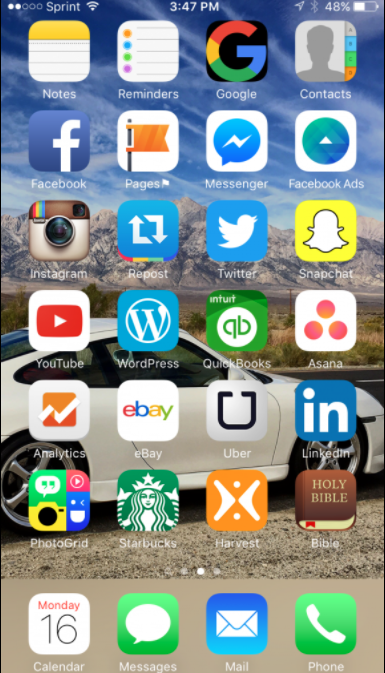 Sprint 3:47 PM 48%
Notes Reminders Google Contacts
Facebook Pages Messenger Facebook Ads
Instagram Repost Twitter Snapchat
intuit
qb
YouTube WordPress QuickBooks Asana
ebay
in
Analytics eBay Uber LinkedIn
HOLY
BIBLE
PhotoGrid Starbucks Harvest Bible
Monday
16
Calendar Messages Mail Phone